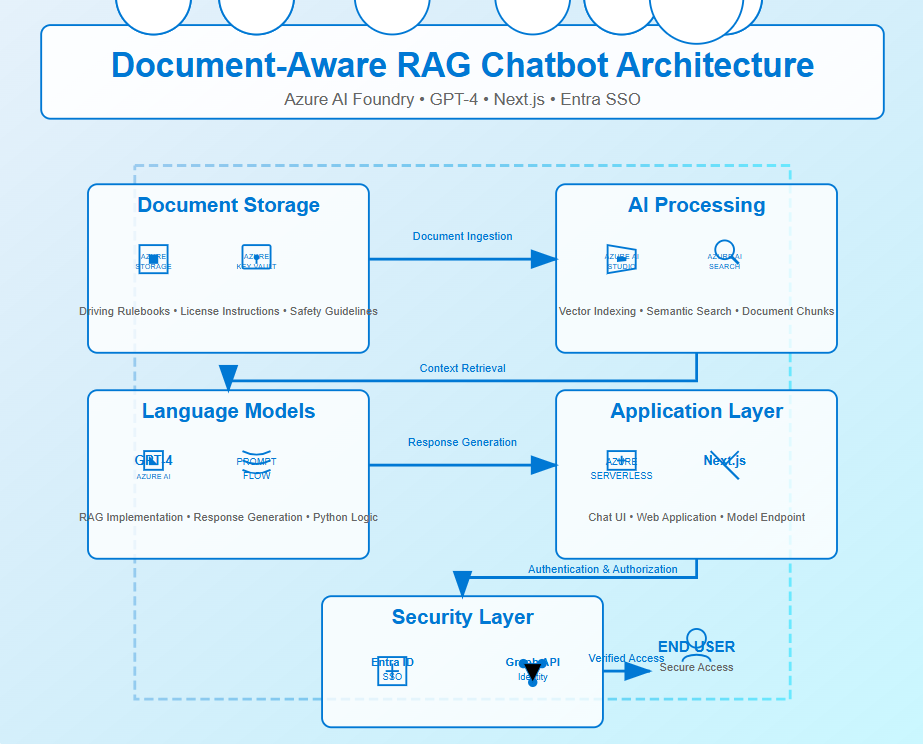 Document-Aware RAG Chatbot Architecture
Azure AI Foundry • GPT-4 • Next.js • Entra SSO
Document Storage
AZURE
STORAGE
AZURE
KEY VAULT
Driving Rulebooks • License Instructions • Safety Guidelines
Document Ingestion
AI Processing
AZURE AI
STUDIO
AZURE AI
SEARCH
Vector Indexing • Semantic Search • Document Chunks
Context Retrieval
Language Models
GPT-4
AZURE AI
PROMPT
FLOW
RAG Implementation • Response Generation • Python Logic
Response Generation
Application Layer
AZURE
SERVERLESS
Next.js
Chat UI • Web Application • Model Endpoint
Authentication & Authorization
Security Layer
Entra ID
SSO
Graph API
Identity
Verified Access
END USER
Secure Access